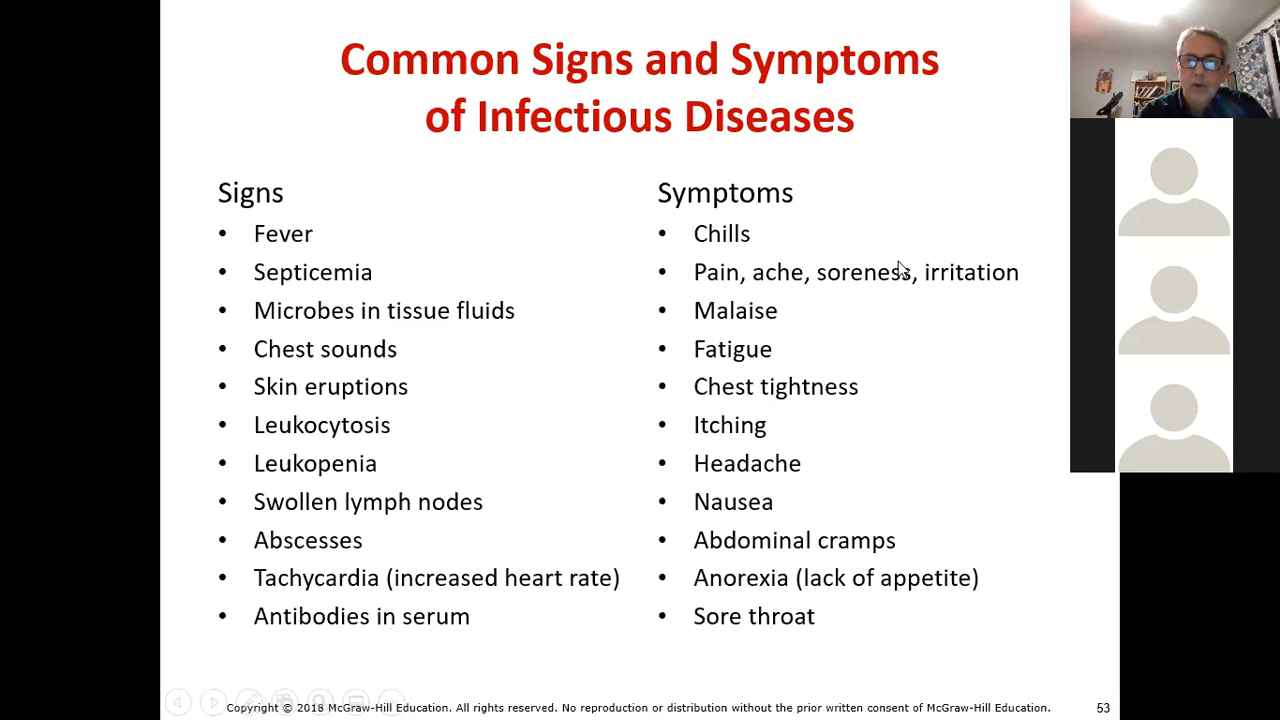 Common Signs and Symptoms
of Infectious Diseases
Signs
• Fever
• Septicemia
• Microbes in tissue fluids
• Chest sounds
• Skin eruptions
• Leukocytosis
• Leukopenia
• Swollen lymph nodes
• Abscesses
• Tachycardia (increased heart rate)
• Antibodies in serum
Symptoms
• Chills
• Pain, ache, soreness, irritation
• Malaise
• Fatigue
• Chest tightness
• Itching
• Headache
• Nausea
• Abdominal cramps
• Anorexia (lack of appetite)
• Sore throat
Copyright © 2018 McGraw-Hill Education. All rights reserved. No reproduction or distribution without the prior written consent of McGraw-Hill Education.
53